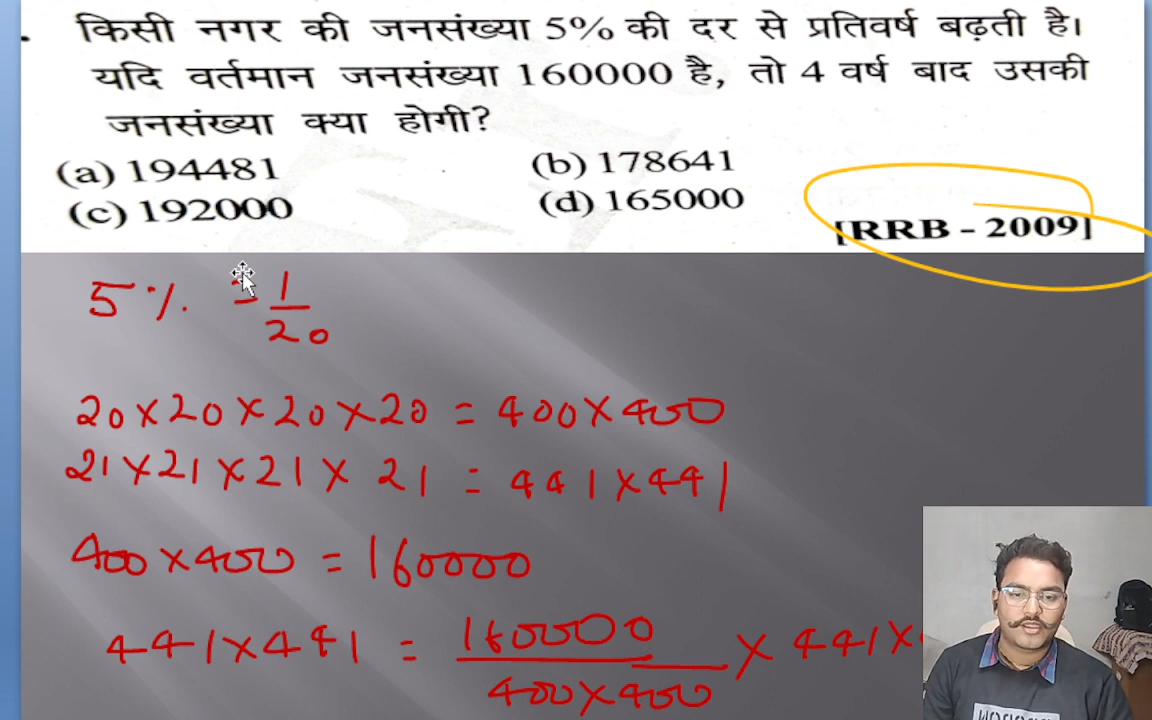 किसी नगर की जनसंख्या 5% की दर से प्रतिवर्ष बढ़ती है।
यदि वर्तमान जनसंख्या 160000 है, तो 4 वर्ष बाद उसकी
जनसंख्या क्या होगी?
(a) 194481 (b) 178641
(c) 192000 (d) 165000
[RRB - 2009]
5% = 1/20
20×20×20×20 = 400×400
21×21×21×21 = 441×441
400×400 = 160000
441×441 = 160000/400×400 × 441×